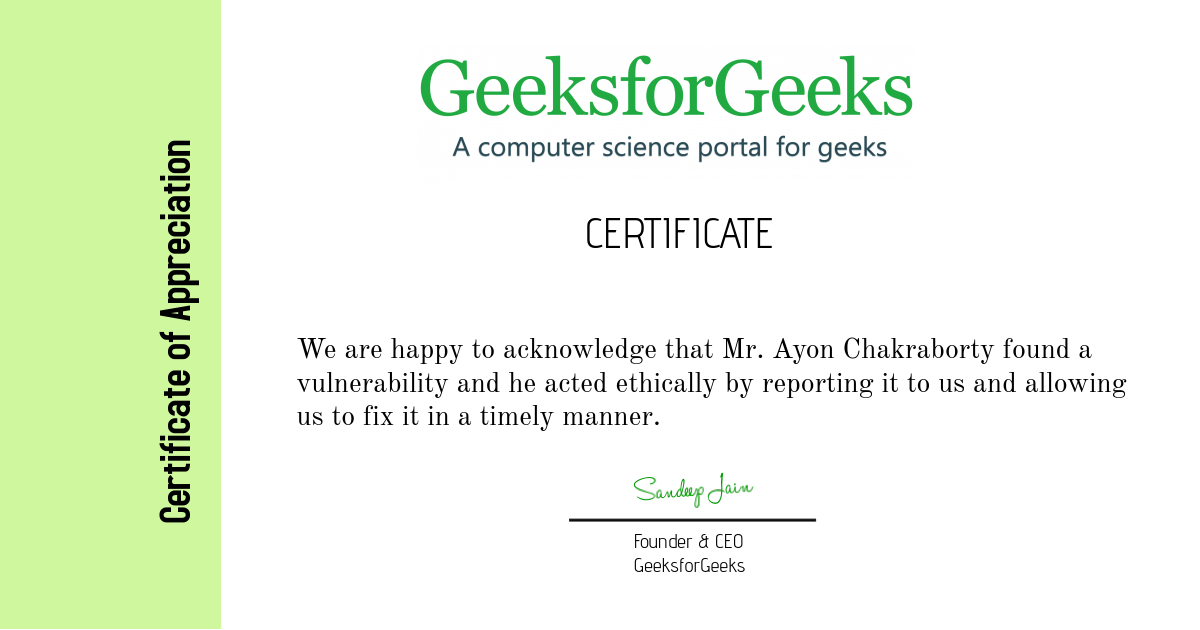 Certificate of Appreciation
GeeksforGeeks
A computer science portal for geeks
CERTIFICATE
We are happy to acknowledge that Mr. Ayon Chakraborty found a
vulnerability and he acted ethically by reporting it to us and allowing
us to fix it in a timely manner.
Sandeep Jain
Founder & CEO
GeeksforGeeks